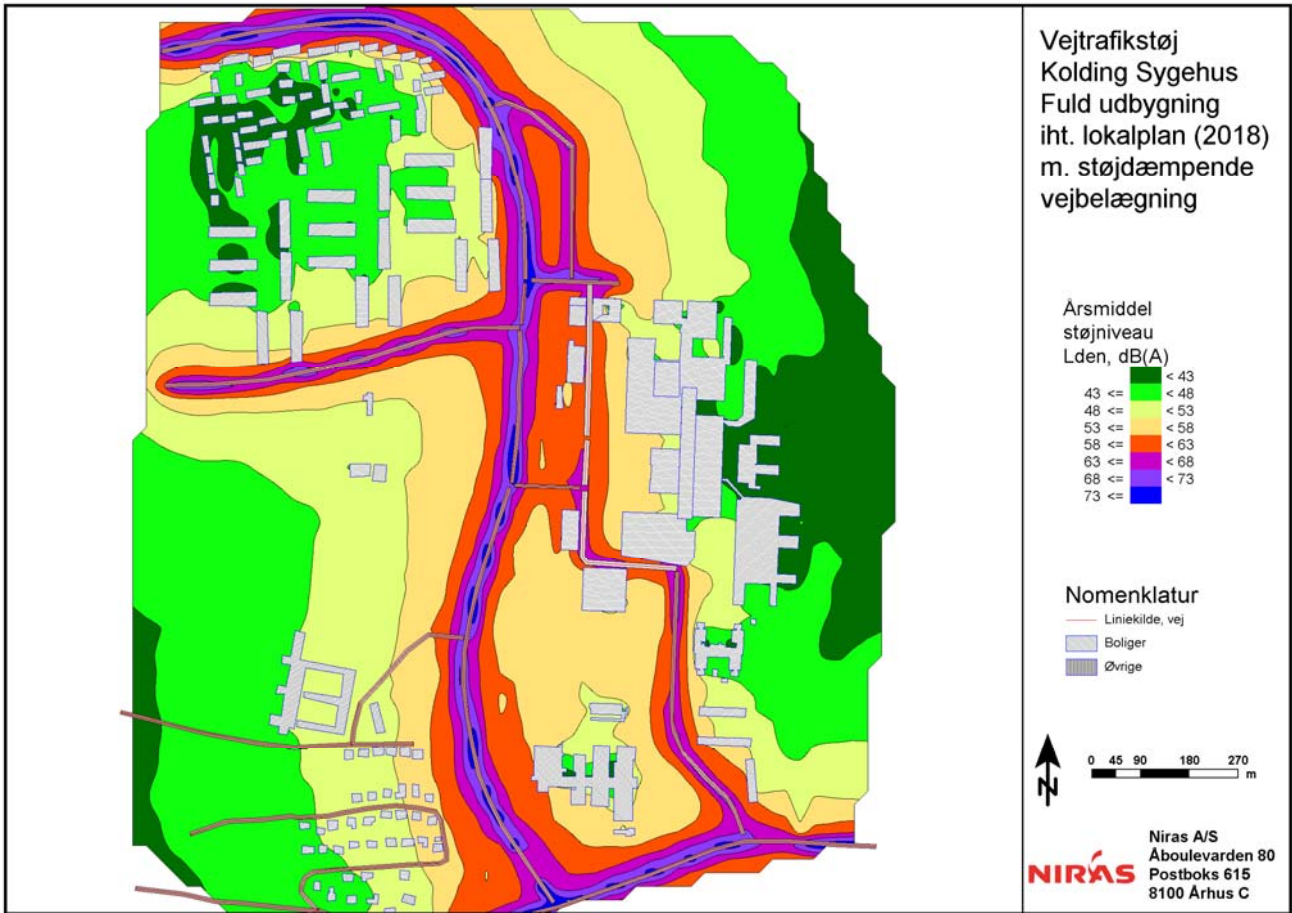 Vejtrafikstøj
Kolding Sygehus
Fuld udbygning
iht. lokalplan (2018)
m. støjdæmpende
vejbelægning
Årsmiddel
støjniveau
Lden, dB(A)
< 43
43 <= < 48
48 <= < 53
53 <= < 58
58 <= < 63
63 <= < 68
68 <= < 73
73 <=
Nomenklatur
Liniekilde, vej
Boliger
Øvrige
N
0 45 90 180 270
m
NIRAS
Niras A/S
Åboulevarden 80
Postboks 615
8100 Århus C